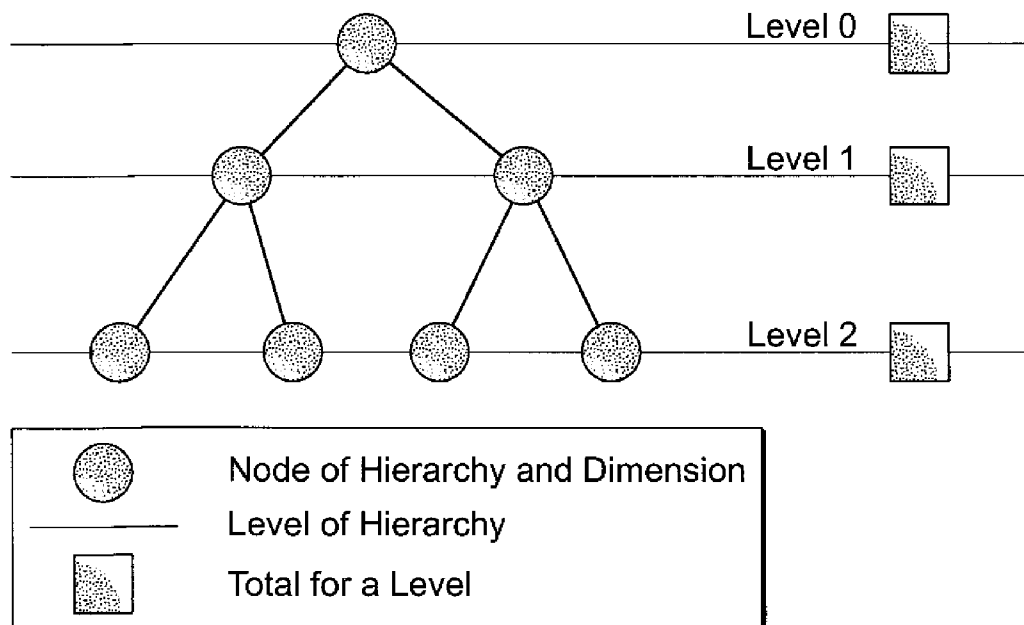 Level 0
Level 1
Level 2
Node of Hierarchy and Dimension
Level of Hierarchy
Total for a Level